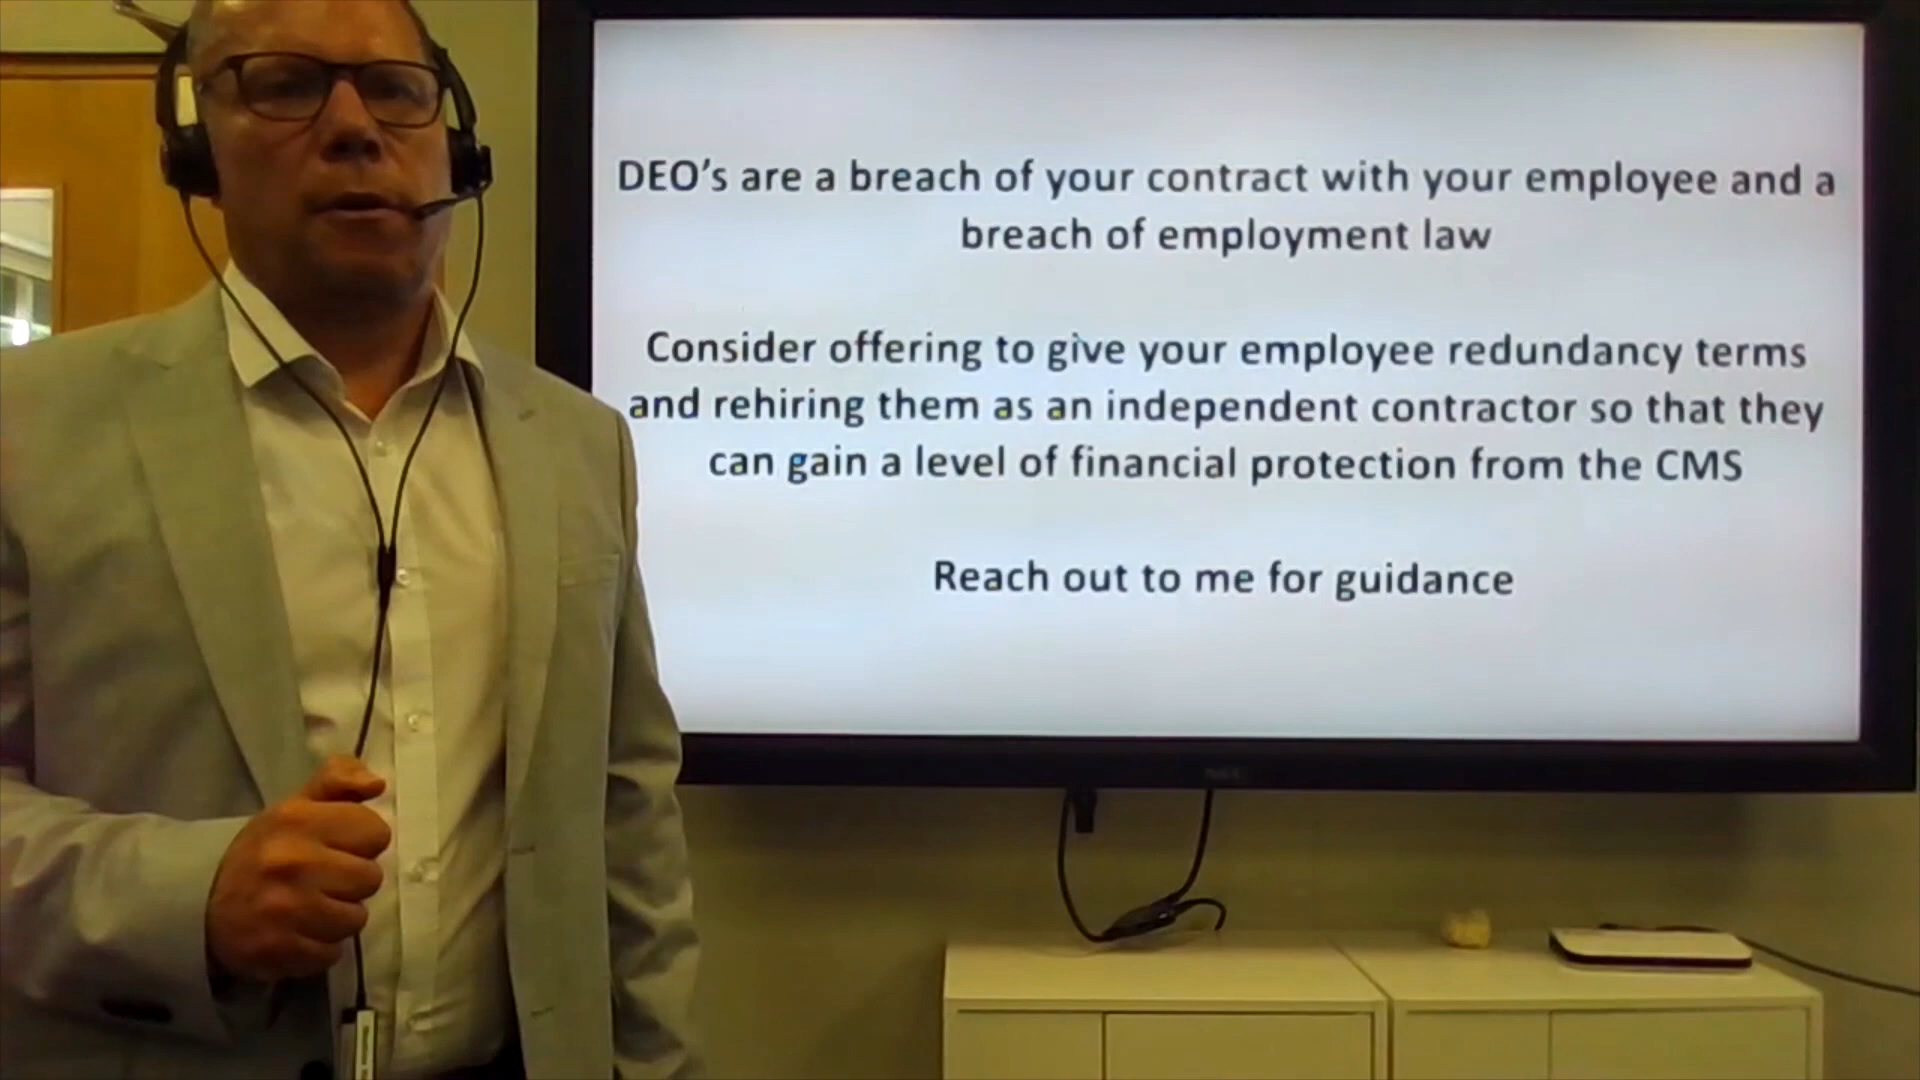 DEO's are a breach of your contract with your employee and a
breach of employment law
Consider offering to give your employee redundancy terms
and rehiring them as an independent contractor so that they
can gain a level of financial protection from the CMS
Reach out to me for guidance